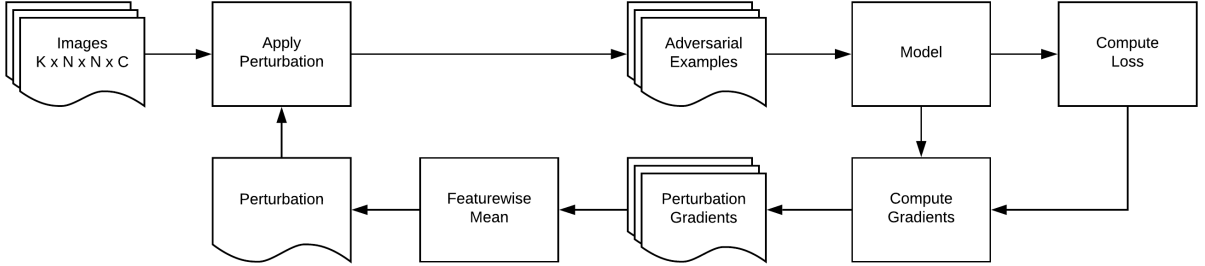 Images
K x N x N x C
Apply
Perturbation
Adversarial
Examples
Model
Compute
Loss
Perturbation
Featurewise
Mean
Perturbation
Gradients
Compute
Gradients